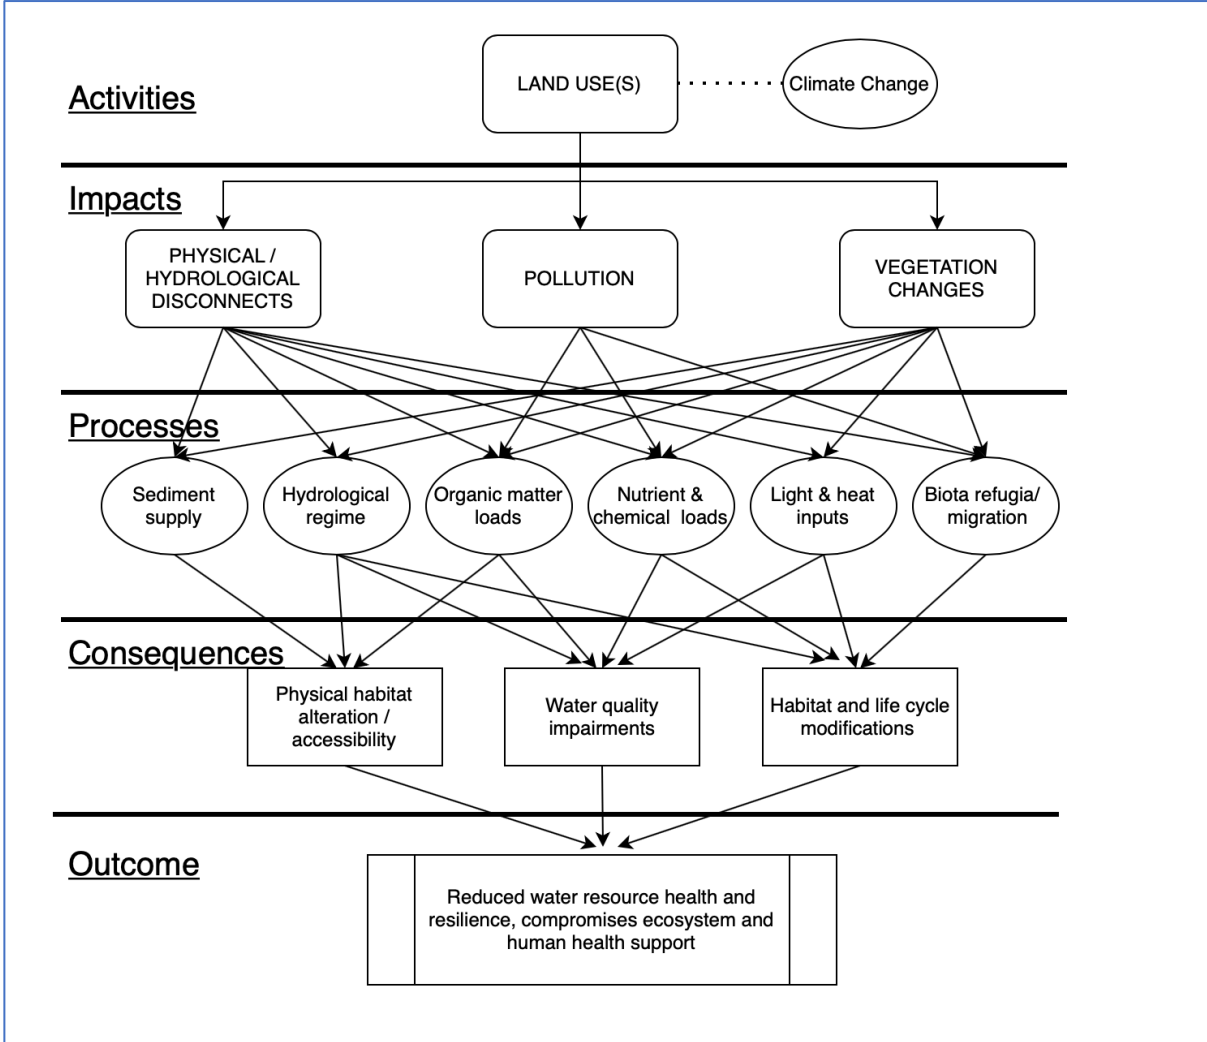 Activities
LAND USE(S)
Climate Change
Impacts
PHYSICAL /
HYDROLOGICAL
DISCONNECTS
POLLUTION
VEGETATION
CHANGES
Processes
Sediment
supply
Hydrological
regime
Organic matter
loads
Nutrient &
chemical loads
Light & heat
inputs
Biota refugia/
migration
Consequences
Physical habitat
alteration /
accessibility
Water quality
impairments
Habitat and life cycle
modifications
Outcome
Reduced water resource health and
resilience, compromises ecosystem and
human health support